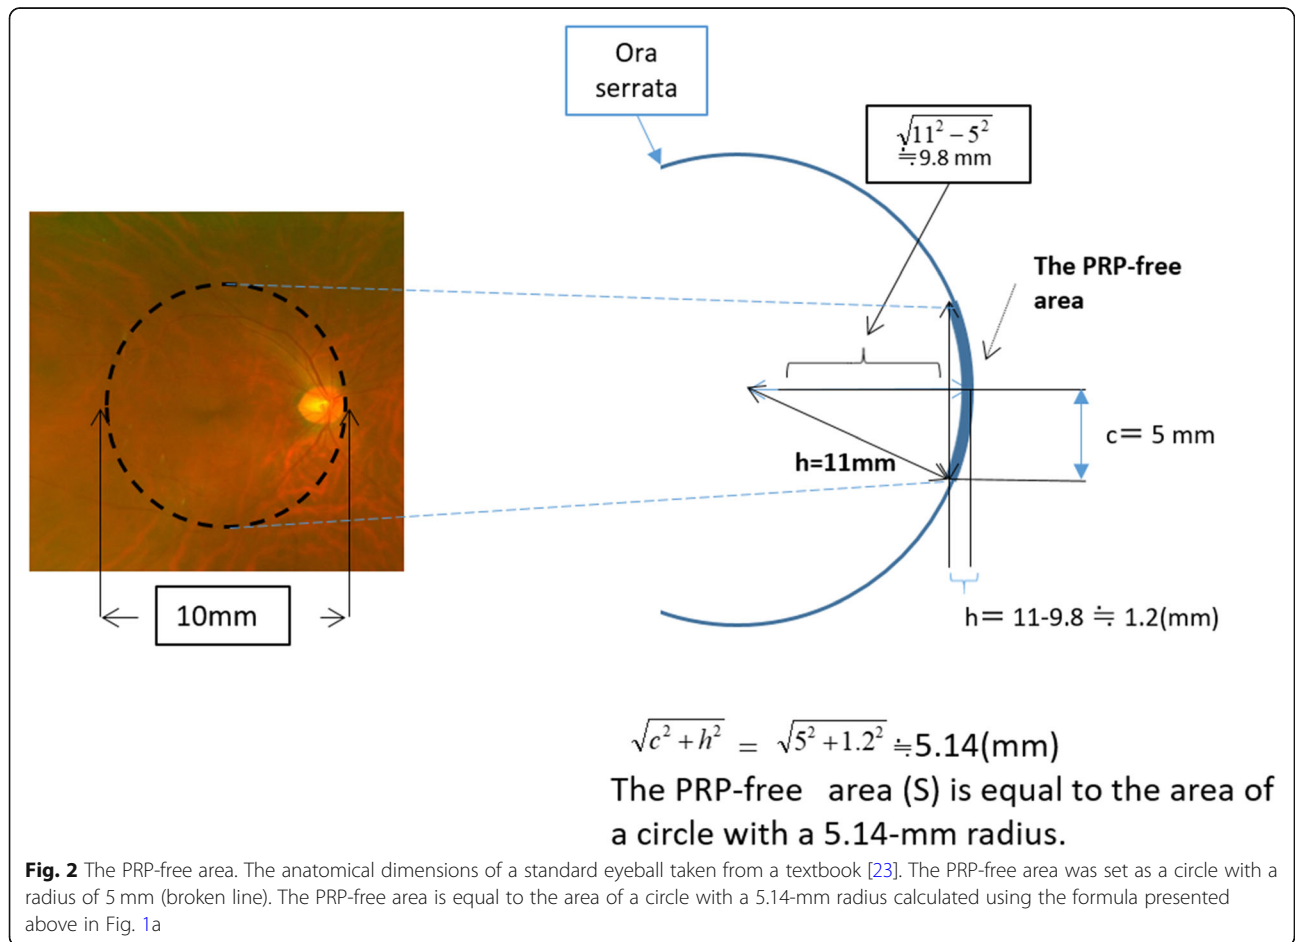 Ora
serrata
√11² − 5²
≒9.8 mm
The PRP-free
area
c= 5 mm
h=11mm
10mm
h= 11-9.8 ≒ 1.2(mm)
√c² + h² = √5² +1.2² ≒5.14(mm)
The PRP-free area (S) is equal to the area of
a circle with a 5.14-mm radius.
Fig. 2 The PRP-free area. The anatomical dimensions of a standard eyeball taken from a textbook [23]. The PRP-free area was set as a circle with a
radius of 5 mm (broken line). The PRP-free area is equal to the area of a circle with a 5.14-mm radius calculated using the formula presented
above in Fig. 1a